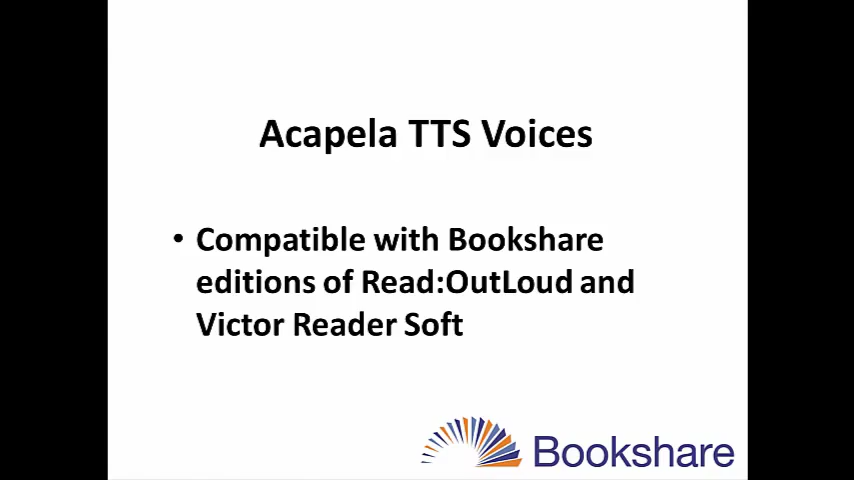 Acapela TTS Voices
• Compatible with Bookshare
editions of Read:OutLoud and
Victor Reader Soft
Bookshare